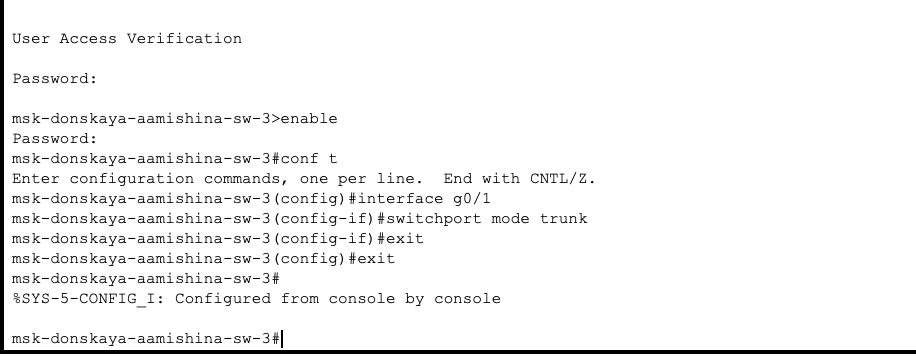 User Access Verification
Password:
msk-donskaya-aamishina-sw-3>enable
Password:
msk-donskaya-aamishina-sw-3#conf t
Enter configuration commands, one per line.  End with CNTL/Z.
msk-donskaya-aamishina-sw-3(config)#interface g0/1
msk-donskaya-aamishina-sw-3(config-if)#switchport mode trunk
msk-donskaya-aamishina-sw-3(config-if)#exit
msk-donskaya-aamishina-sw-3(config)#exit
msk-donskaya-aamishina-sw-3#
%SYS-5-CONFIG_I: Configured from console by console
msk-donskaya-aamishina-sw-3#